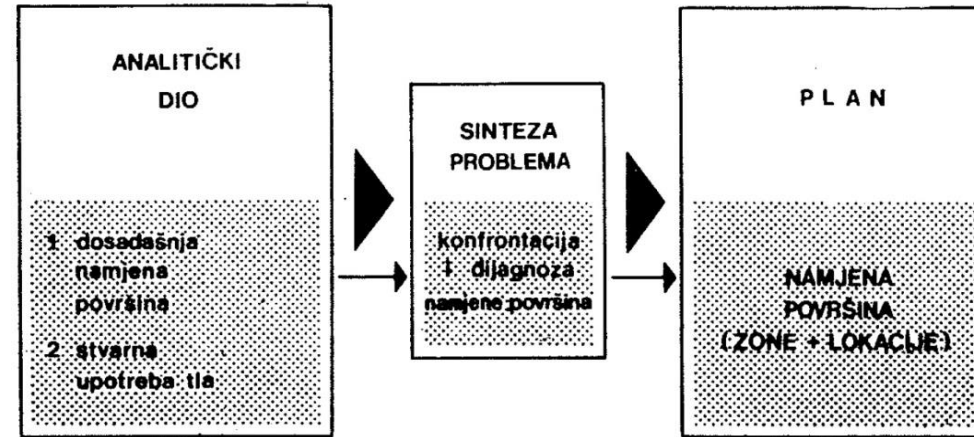 ANALITIČKI
DIO
1 dosadašnja
namjena
površina
2 stvarna
upotreba tla
SINTEZA
PROBLEMA
konfrontacija
i dijagnoza
namjene površina
PLAN
NAMJENA
POVRŠINA
(ZONE + LOKACIJE)